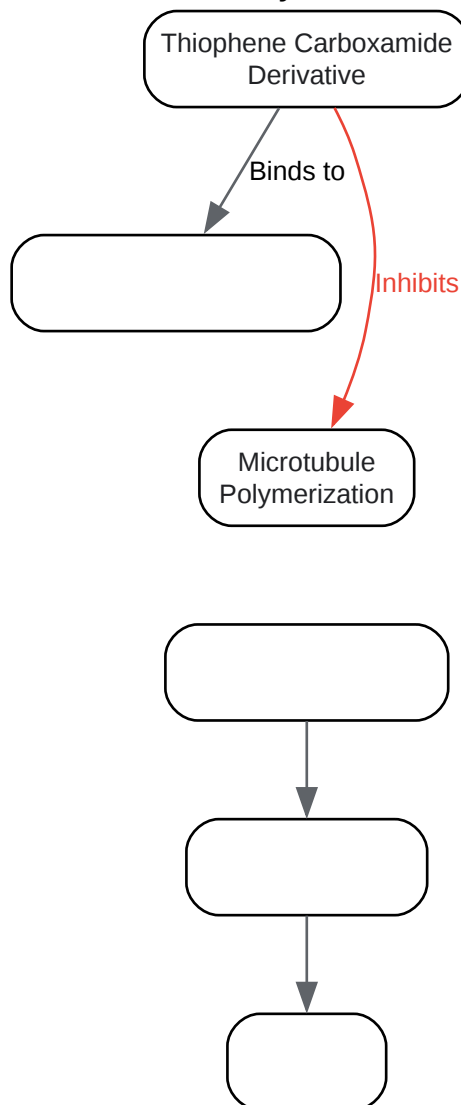 Thiophene Carboxamide
Derivative
Binds to
Inhibits
Microtubule
Polymerization